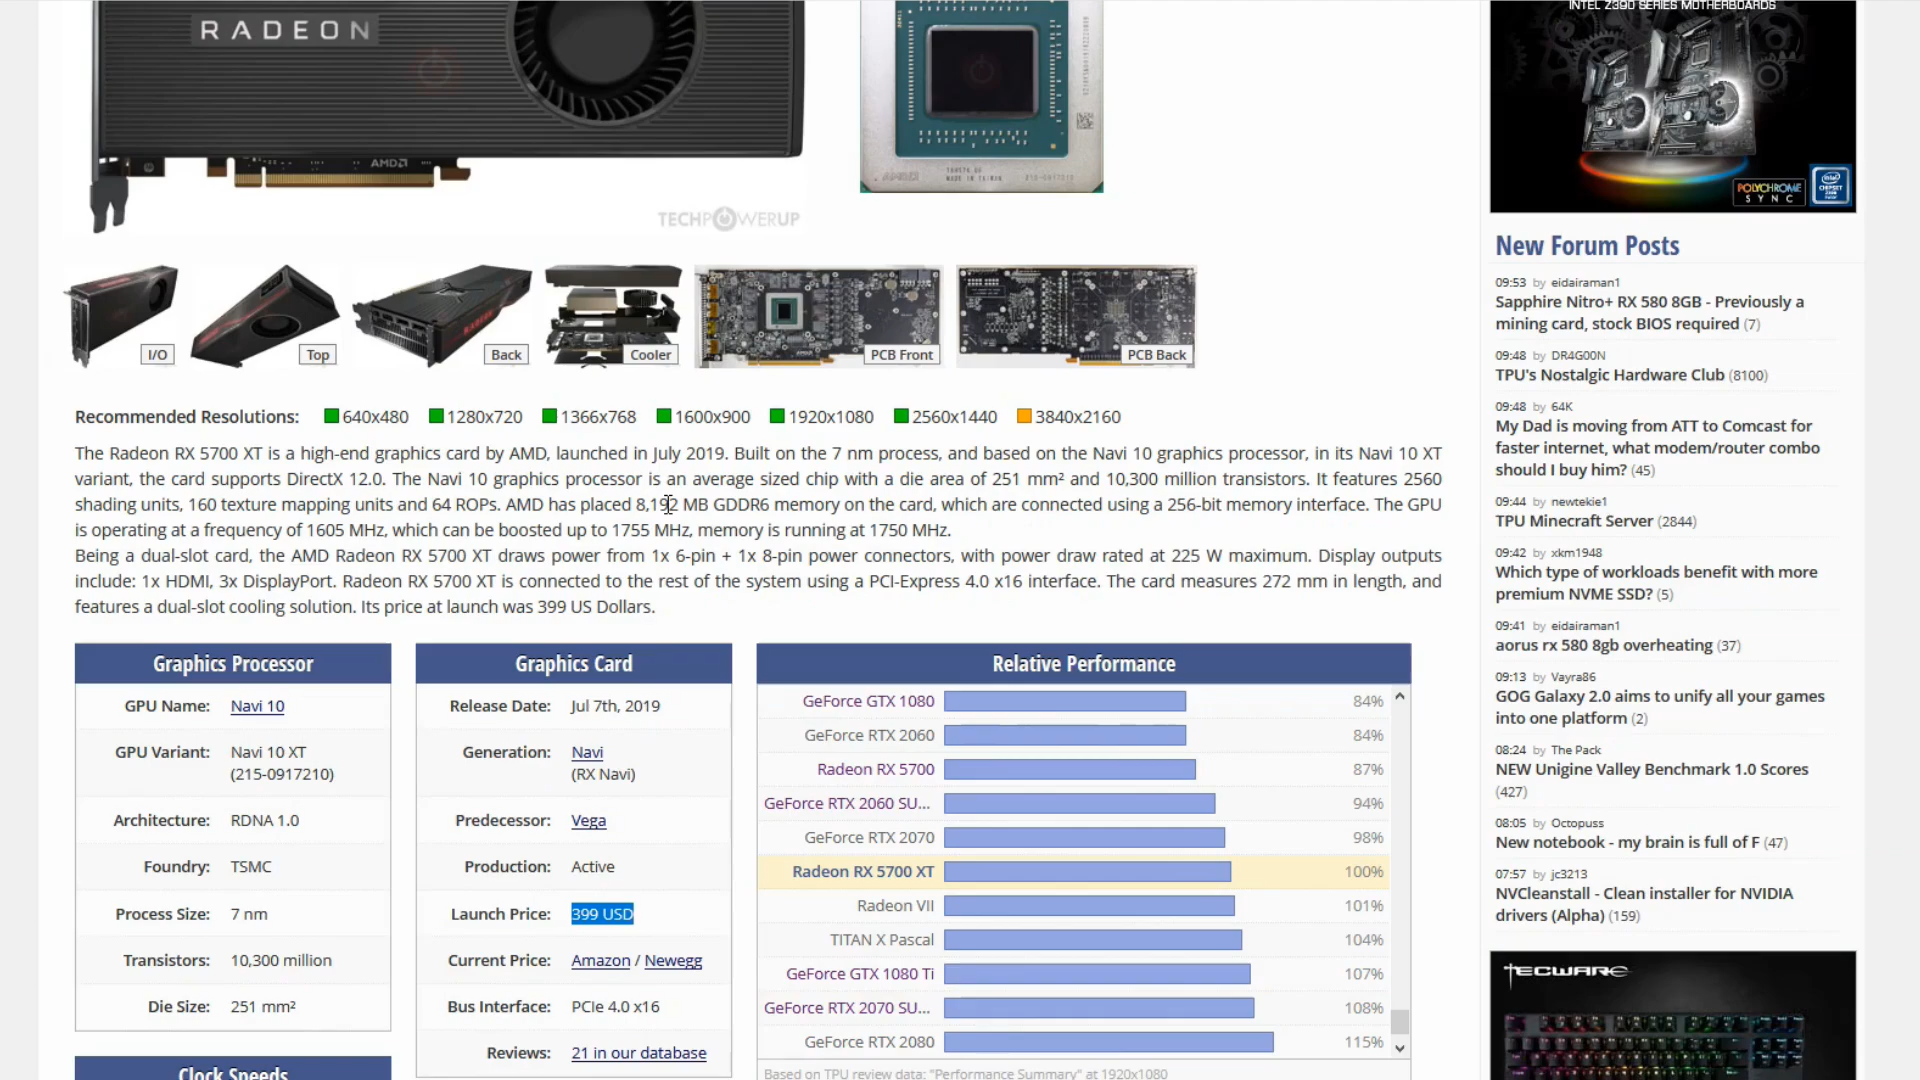 RADEON
AMD
TECHPOWERUP
I/O
Top
Back
Cooler
PCB Front
PCB Back
Recommended Resolutions: 640x480 1280x720 1366x768 1600x900 1920x1080 2560x1440 3840x2160
The Radeon RX 5700 XT is a high-end graphics card by AMD, launched in July 2019. Built on the 7 nm process, and based on the Navi 10 graphics processor, in its Navi 10 XT
variant, the card supports DirectX 12.0. The Navi 10 graphics processor is an average sized chip with a die area of 251 mm² and 10,300 million transistors. It features 2560
shading units, 160 texture mapping units and 64 ROPs. AMD has placed 8,192 MB GDDR6 memory on the card, which are connected using a 256-bit memory interface. The GPU
is operating at a frequency of 1605 MHz, which can be boosted up to 1755 MHz, memory is running at 1750 MHz.
Being a dual-slot card, the AMD Radeon RX 5700 XT draws power from 1x 6-pin + 1x 8-pin power connectors, with power draw rated at 225 W maximum. Display outputs
include: 1x HDMI, 3x DisplayPort. Radeon RX 5700 XT is connected to the rest of the system using a PCI-Express 4.0 x16 interface. The card measures 272 mm in length, and
features a dual-slot cooling solution. Its price at launch was 399 US Dollars.
Graphics Processor
GPU Name: Navi 10
GPU Variant: Navi 10 XT
(215-0917210)
Architecture: RDNA 1.0
Foundry: TSMC
Process Size: 7 nm
Transistors: 10,300 million
Die Size: 251 mm²
Clock Speeds
Graphics Card
Release Date: Jul 7th, 2019
Generation: Navi
(RX Navi)
Predecessor: Vega
Production: Active
Launch Price: 399 USD
Current Price: Amazon / Newegg
Bus Interface: PCIe 4.0 x16
Reviews: 21 in our database
Relative Performance
GeForce GTX 1080 84%
GeForce RTX 2060 84%
Radeon RX 5700 87%
GeForce RTX 2060 SU... 94%
GeForce RTX 2070 98%
Radeon RX 5700 XT 100%
Radeon VII 101%
TITAN X Pascal 104%
GeForce GTX 1080 Ti 107%
GeForce RTX 2070 SU... 108%
GeForce RTX 2080 115%
Based on TPU review data: "Performance Summary" at 1920x1080
INTEL Z390 SERIES MOTHERBOARDS
POLYCHROME
SYNC
New Forum Posts
09:53 by eidairaman1
Sapphire Nitro+ RX 580 8GB - Previously a
mining card, stock BIOS required (7)
09:48 by DR4G00N
TPU's Nostalgic Hardware Club (8100)
09:48 by 64K
My Dad is moving from ATT to Comcast for
faster internet, what modem/router combo
should I buy him? (45)
09:44 by newtekie1
TPU Minecraft Server (2844)
09:42 by xkm1948
Which type of workloads benefit with more
premium NVME SSD? (5)
09:41 by eidairaman1
aorus rx 580 8gb overheating (37)
09:13 by Vayra86
GOG Galaxy 2.0 aims to unify all your games
into one platform (2)
08:24 by The Pack
NEW Unigine Valley Benchmark 1.0 Scores
(427)
08:05 by Octopuss
New notebook - my brain is full of F (47)
07:57 by jc3213
NVCleanstall - Clean installer for NVIDIA
drivers (Alpha) (159)
TECWARE